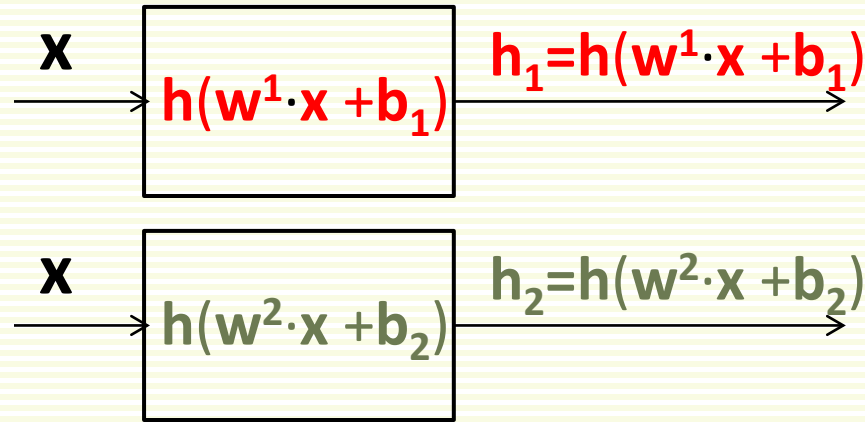 x
h(w¹·x +b₁)
h₁=h(w¹·x +b₁)
x
h(w²·x +b₂)
h₂=h(w²·x +b₂)